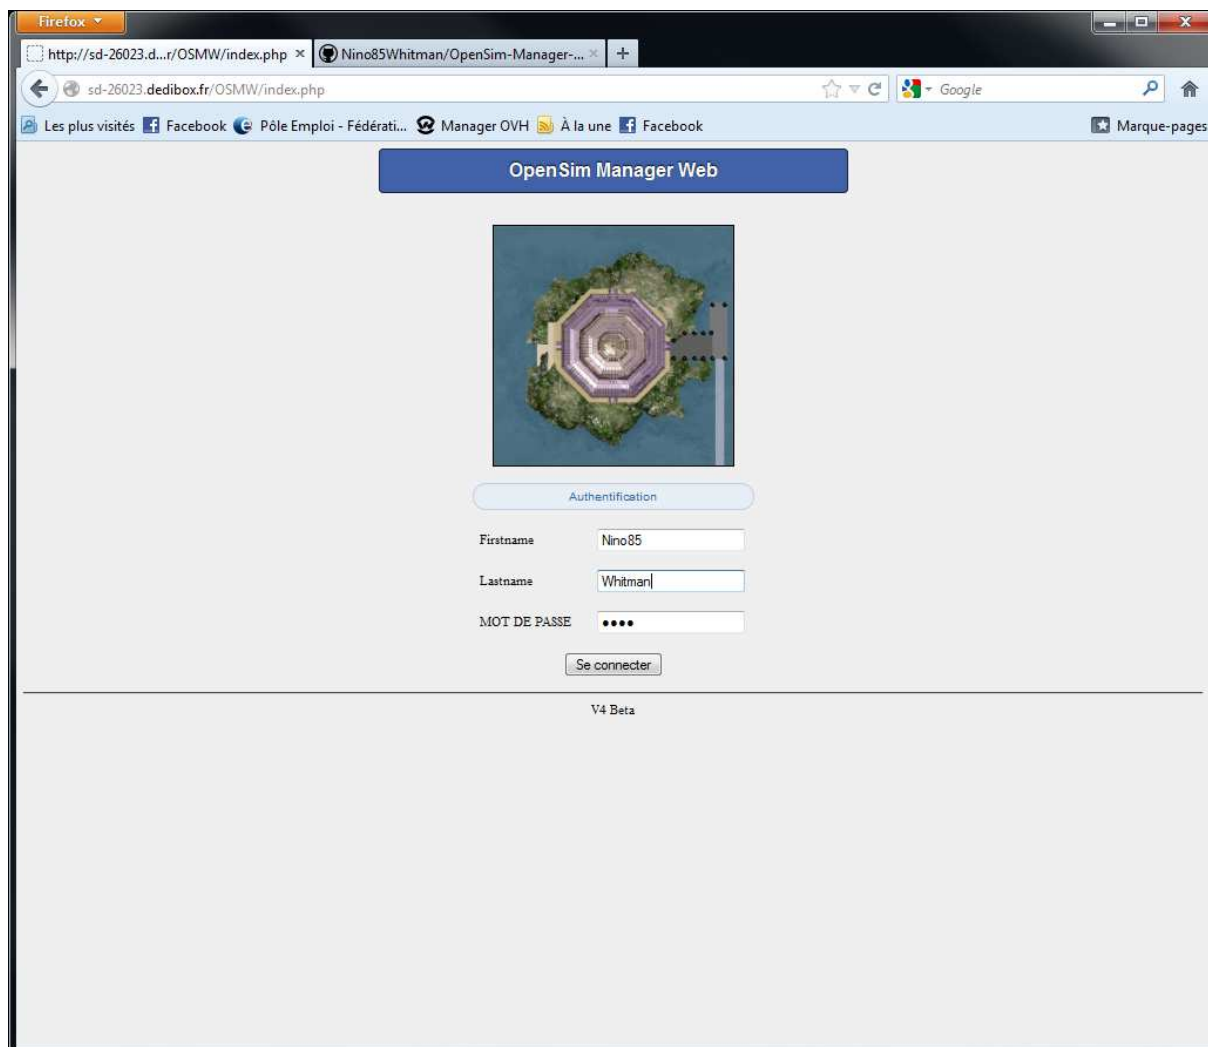 Firefox
http://sd-26023.d...r/OSMW/index.php
Nino85Whitman/OpenSim-Manager-...
sd-26023.dedibox.fr/OSMW/index.php
Google
Les plus visités Facebook Pôle Emploi - Fédérati... Manager OVH À la une Facebook Marque-pages
OpenSim Manager Web
Authentification
Firstname Nino85
Lastname Whitman
MOT DE PASSE ••••
Se connecter
V4 Beta